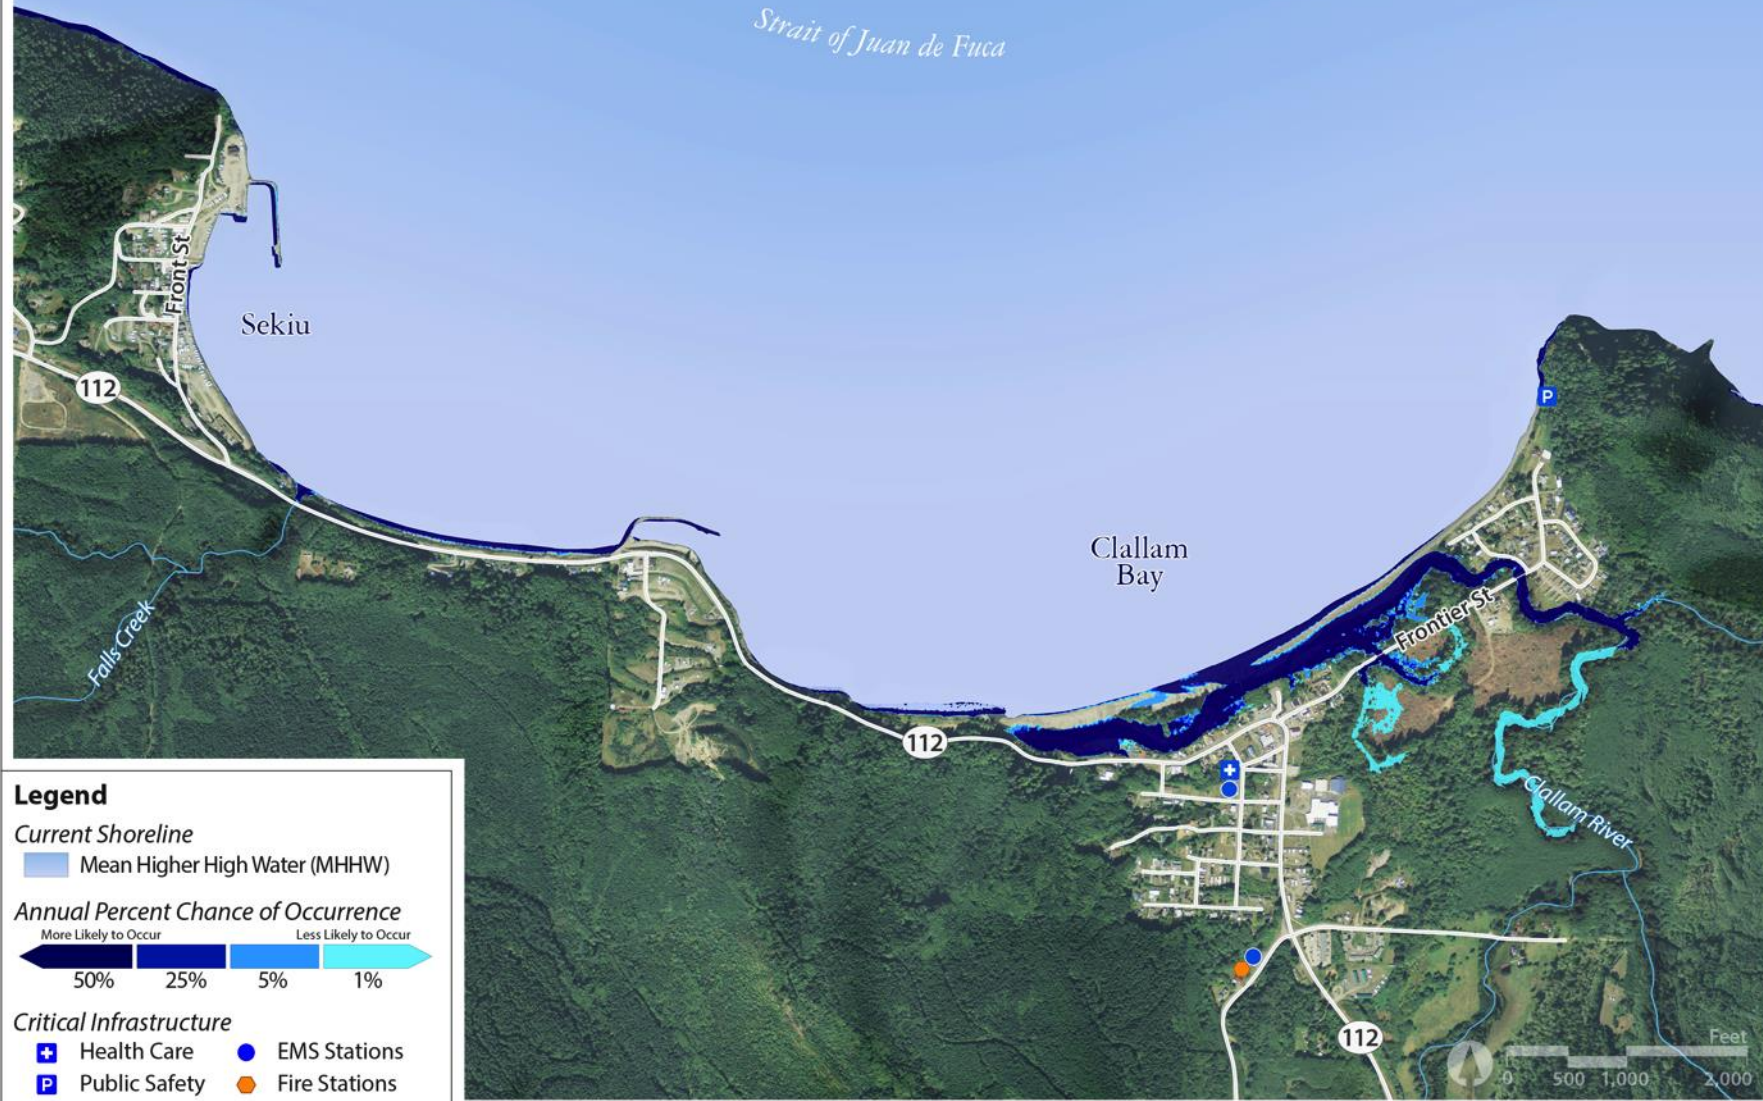 Strait of Juan de Fuca
Front St
Sekiu
112
P
Clallam
Bay
Frontier St
Falls Creek
112
Clallam River
Legend
Current Shoreline
Mean Higher High Water (MHHW)
Annual Percent Chance of Occurrence
More Likely to Occur
Less Likely to Occur
50%
25%
5%
1%
Critical Infrastructure
Health Care
EMS Stations
P
Public Safety
Fire Stations
112
Feet
0
500
1,000
2,000